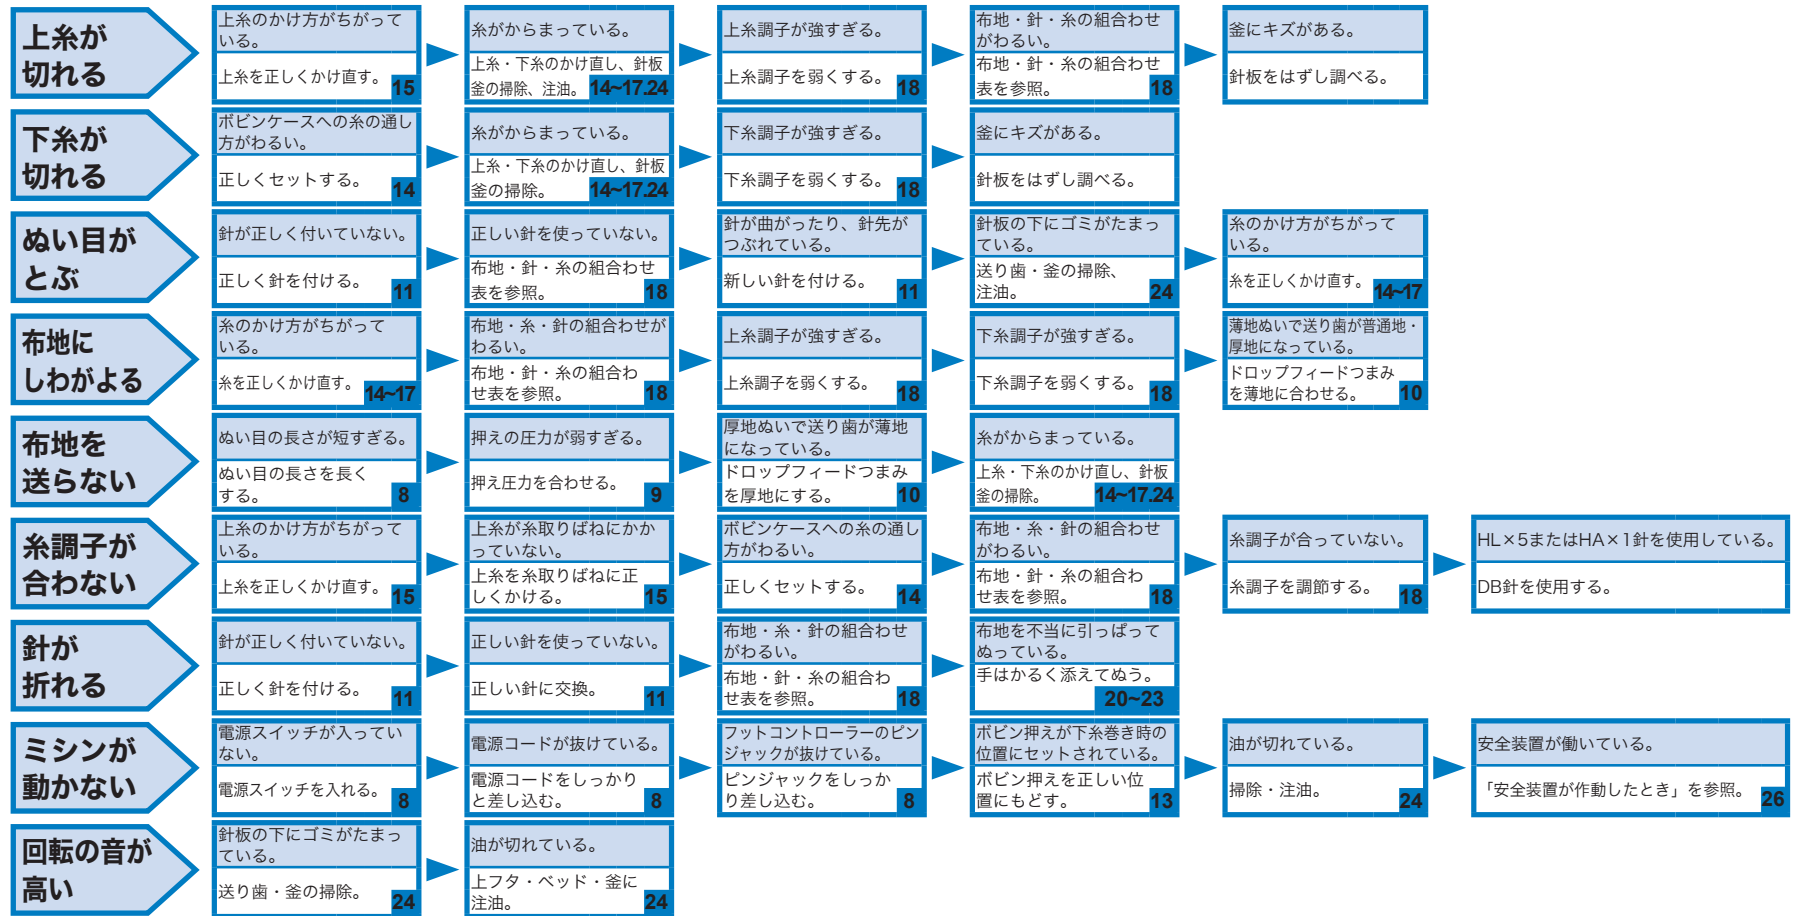 上糸が
切れる
上糸のかけ方がちがって
いる。
上糸を正しくかけ直す。 15
糸がからまっている。
上糸・下糸のかけ直し、針板
釜の掃除、注油。 14~17.24
上糸調子が強すぎる。
上糸調子を弱くする。 18
布地・針・糸の組合わせ
がわるい。
布地・針・糸の組合わせ
表を参照。 18
釜にキズがある。
針板をはずし調べる。
下糸が
切れる
ボビンケースへの糸の通し
方がわるい。
正しくセットする。 14
糸がからまっている。
上糸・下糸のかけ直し、針板
釜の掃除。 14~17.24
下糸調子が強すぎる。
下糸調子を弱くする。 18
釜にキズがある。
針板をはずし調べる。
ぬい目が
とぶ
針が正しく付いていない。
正しく針を付ける。 11
正しい針を使っていない。
布地・針・糸の組合わせ
表を参照。 18
針が曲がったり、針先が
つぶれている。
新しい針を付ける。 11
針板の下にゴミがたまっ
ている。
送り歯・釜の掃除、
注油。 24
糸のかけ方がちがって
いる。
糸を正しくかけ直す。 14~17
布地に
しわがよる
糸のかけ方がちがって
いる。
糸を正しくかけ直す。 14~17
布地・糸・針の組合わせが
わるい。
布地・針・糸の組合わ
せ表を参照。 18
上糸調子が強すぎる。
上糸調子を弱くする。 18
下糸調子が強すぎる。
下糸調子を弱くする。 18
薄地ぬいで送り歯が普通地・
厚地になっている。
ドロップフィードつまみ
を薄地に合わせる。 10
布地を
送らない
ぬい目の長さが短すぎる。
ぬい目の長さを長く
する。 8
押えの圧力が弱すぎる。
押え圧力を合わせる。 9
厚地ぬいで送り歯が薄地
になっている。
ドロップフィードつまみ
を厚地にする。 10
糸がからまっている。
上糸・下糸のかけ直し、針板
釜の掃除。 14~17.24
糸調子が
合わない
上糸のかけ方がちがって
いる。
上糸を正しくかけ直す。 15
上糸が糸取りばねにかか
っていない。
上糸を糸取りばねに正
しくかける。 15
ボビンケースへの糸の通し
方がわるい。
正しくセットする。 14
布地・糸・針の組合わせ
がわるい。
布地・針・糸の組合わ
せ表を参照。 18
糸調子が合っていない。
糸調子を調節する。 18
HL×5またはHA×1針を使用している。
DB針を使用する。
針が
折れる
針が正しく付いていない。
正しく針を付ける。 11
正しい針を使っていない。
正しい針に交換。 11
布地・糸・針の組合わせ
がわるい。
布地・針・糸の組合わ
せ表を参照。 18
布地を不当に引っぱって
ぬっている。
手はかるく添えてぬう。
20~23
ミシンが
動かない
電源スイッチが入ってい
ない。
電源スイッチを入れる。 8
電源コードが抜けている。
電源コードをしっかり
と差し込む。 8
フットコントローラーのピン
ジャックが抜けている。
ピンジャックをしっか
り差し込む。 8
ボビン押えが下糸巻き時の
位置にセットされている。
ボビン押えを正しい位
置にもどす。 13
油が切れている。
掃除・注油。 24
安全装置が働いている。
「安全装置が作動したとき」を参照。 26
回転の音が
高い
針板の下にゴミがたまっ
ている。
送り歯・釜の掃除。 24
油が切れている。
上フタ・ベッド・釜に
注油。 24